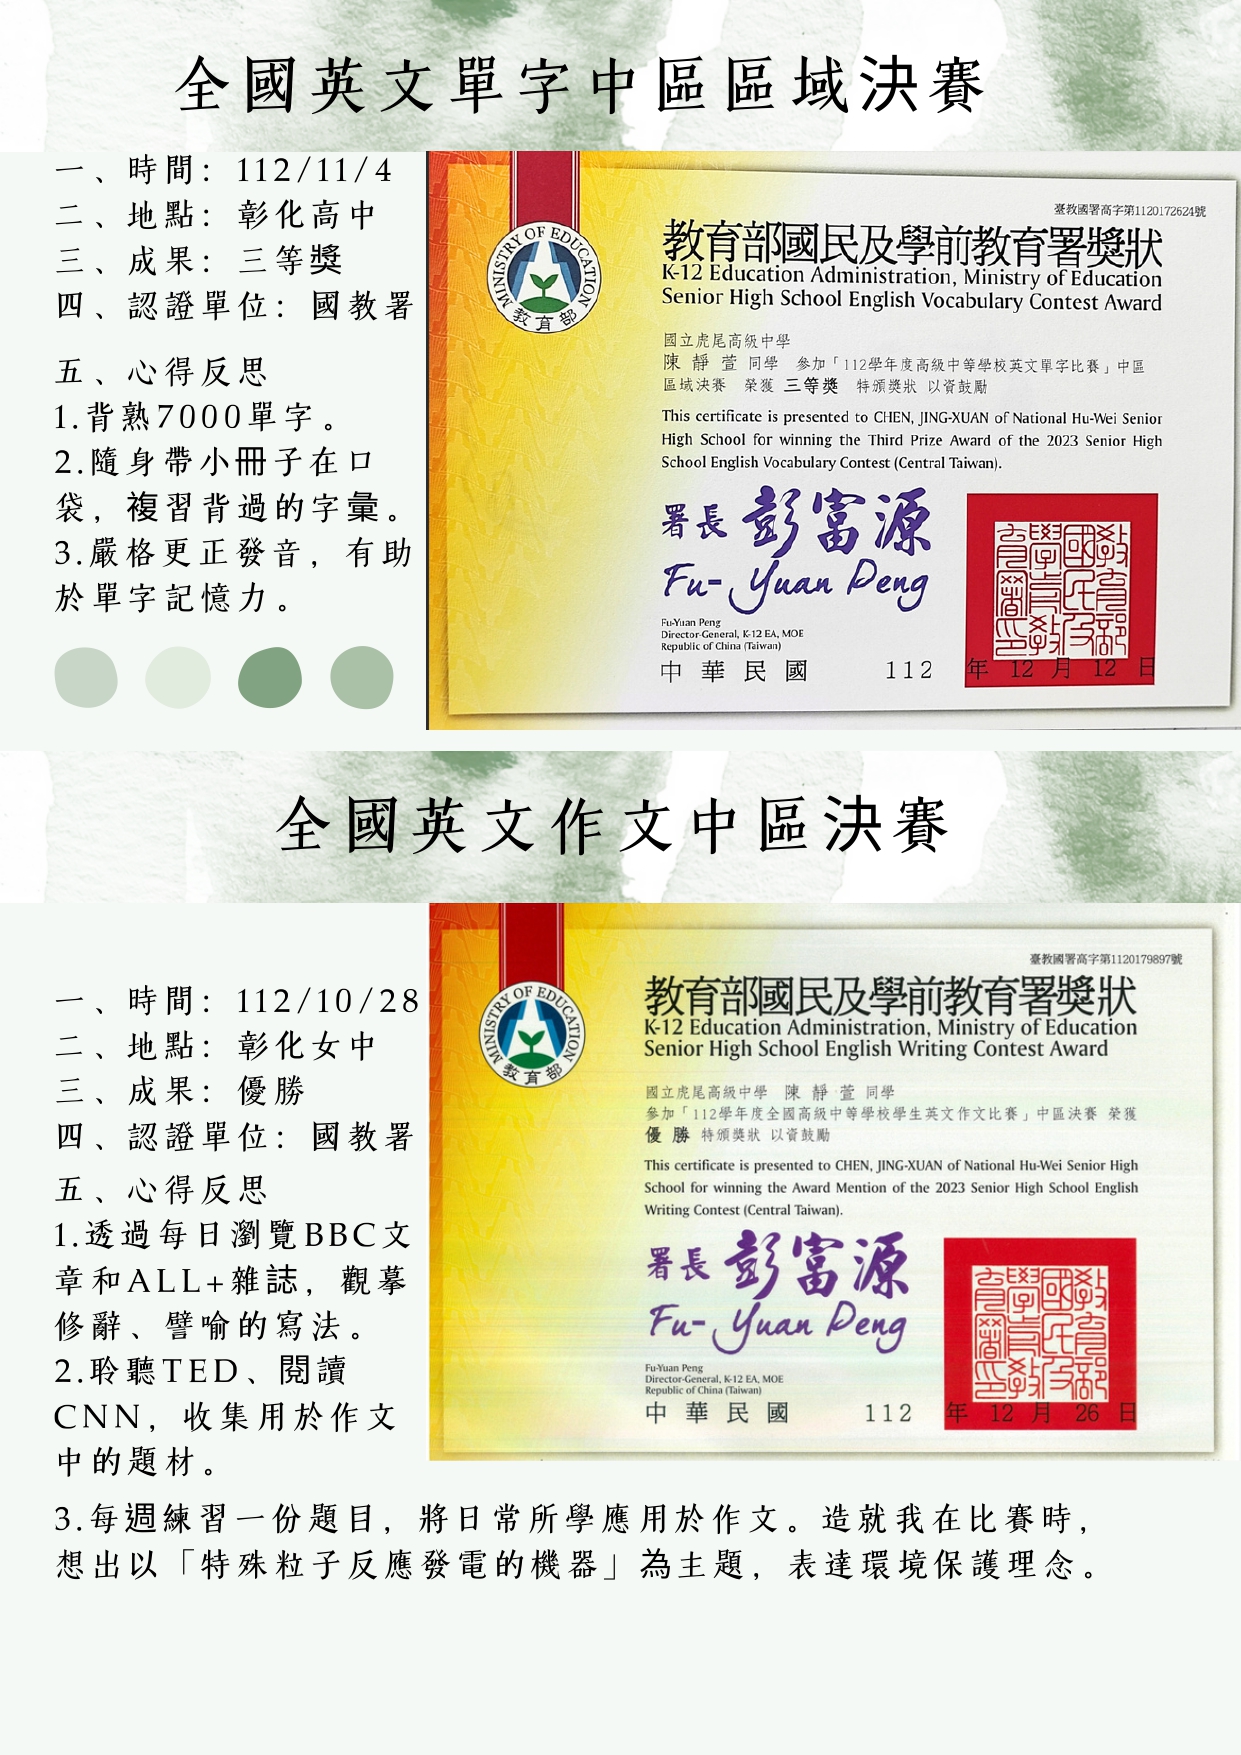 全國英文單字中區區域決賽
一、時間：112/11/4
二、地點：彰化高中
三、成果：三等獎
四、認證單位：國教署
五、心得反思
1.背熟7000單字。
2.隨身帶小冊子在口
袋，複習背過的字彙。
3.嚴格更正發音，有助
於單字記憶力。
MINISTRY OF EDUCATION
教育部
臺教國署高字第1120172624號
教育部國民及學前教育署獎狀
K-12 Education Administration, Ministry of Education
Senior High School English Vocabulary Contest Award
國立虎尾高級中學
陳靜萱 同學 參加「112學年度高級中等學校英文單字比賽」中區
區域決賽 榮獲 三等獎 特頒獎狀 以資鼓勵
This certificate is presented to CHEN, JING-XUAN of National Hu-Wei Senior
High School for winning the Third Prize Award of the 2023 Senior High
School English Vocabulary Contest (Central Taiwan).
署長 彭富源
Fu-Yuan Peng
Fu-Yuan Peng
Director-General, K-12 EA, MOE
Republic of China (Taiwan)
教育部國民及學前教育署印
中華民國 112 年 12 月 12 日
全國英文作文中區決賽
一、時間：112/10/28
二、地點：彰化女中
三、成果：優勝
四、認證單位：國教署
五、心得反思
1.透過每日瀏覽BBC文
章和ALL+雜誌，觀摹
修辭、譬喻的寫法。
2.聆聽TED、閱讀
CNN，收集用於作文
中的題材。
3.每週練習一份題目，將日常所學應用於作文。造就我在比賽時，
想出以「特殊粒子反應發電的機器」為主題，表達環境保護理念。
MINISTRY OF EDUCATION
教育部
臺教國署高字第1120179897號
教育部國民及學前教育署獎狀
K-12 Education Administration, Ministry of Education
Senior High School English Writing Contest Award
國立虎尾高級中學 陳靜萱 同學
參加「112學年度全國高級中等學校學生英文作文比賽」中區決賽 榮獲
優勝 特頒獎狀 以資鼓勵
This certificate is presented to CHEN, JING-XUAN of National Hu-Wei Senior High
School for winning the Award Mention of the 2023 Senior High School English
Writing Contest (Central Taiwan).
署長 彭富源
Fu-Yuan Peng
Fu-Yuan Peng
Director-General, K-12 EA, MOE
Republic of China (Taiwan)
教育部國民及學前教育署印
中華民國 112 年 12 月 26 日